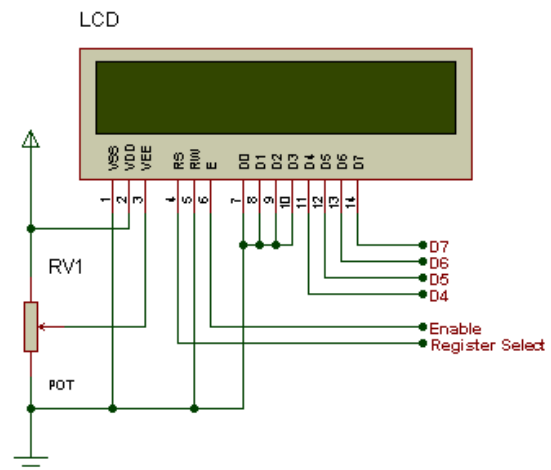 LCD
VSS VDD VEE RS RW E D0 D1 D2 D3 D4 D5 D6 D7
1 2 3 4 5 6 7 8 9 10 11 12 13 14
D7
D6
RV1
D5
D4
Enable
Register Select
POT